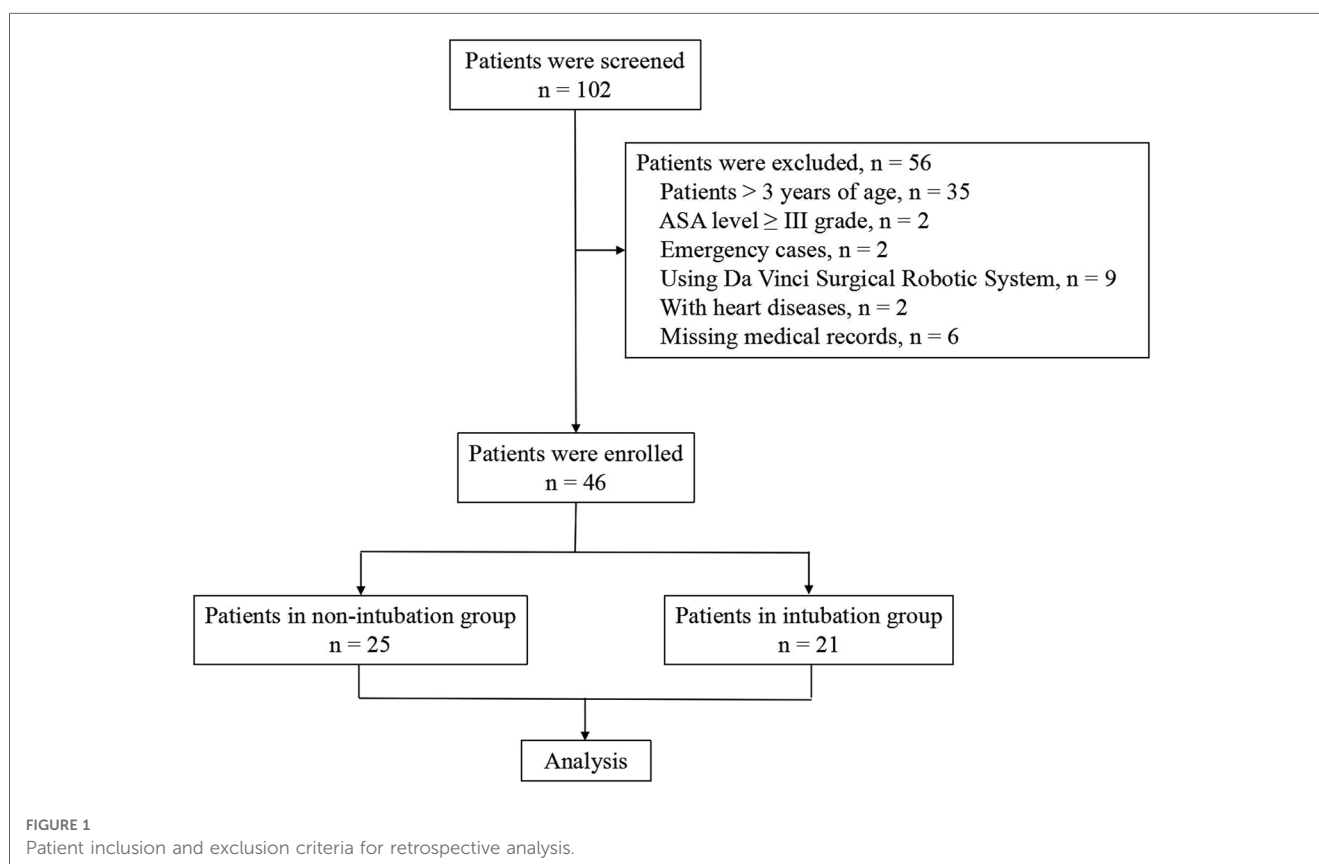 Patients were screened
n = 102
Patients were excluded, n = 56
Patients > 3 years of age, n = 35
ASA level ≥ III grade, n = 2
Emergency cases, n = 2
Using Da Vinci Surgical Robotic System, n = 9
With heart diseases, n = 2
Missing medical records, n = 6
Patients were enrolled
n = 46
Patients in non-intubation group
n = 25
Patients in intubation group
n = 21
Analysis
FIGURE 1
Patient inclusion and exclusion criteria for retrospective analysis.